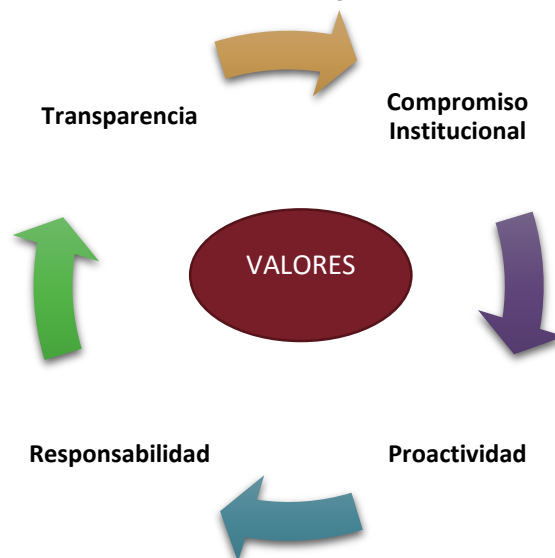 Transparencia
Compromiso
Institucional
VALORES
Responsabilidad
Proactividad